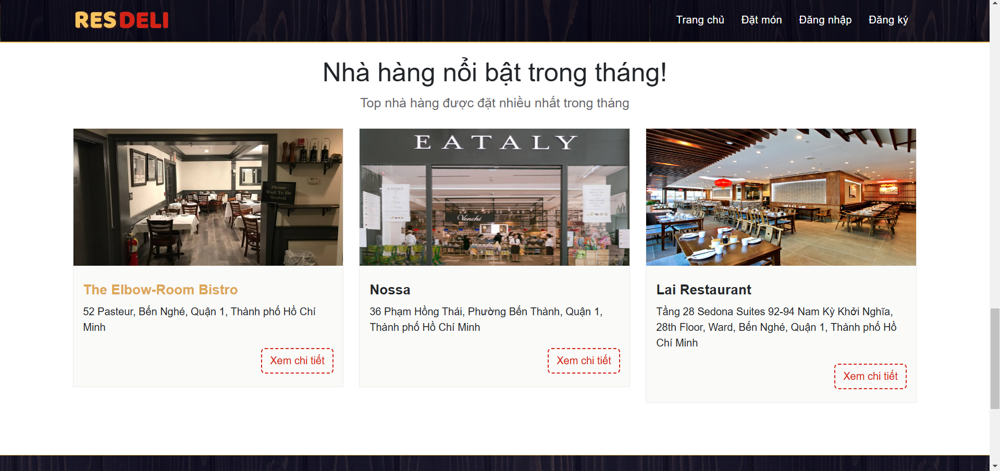 RES DELI
Trang chủ Đặt món Đăng nhập Đăng ký
Nhà hàng nổi bật trong tháng!
Top nhà hàng được đặt nhiều nhất trong tháng
Please
Wait To Be
Seated
EATALY
EATALY
Venchi
The Elbow-Room Bistro
52 Pasteur, Bến Nghé, Quận 1, Thành phố Hồ Chí
Minh
Xem chi tiết
Nossa
36 Phạm Hồng Thái, Phường Bến Thành, Quận 1,
Thành phố Hồ Chí Minh
Xem chi tiết
Lai Restaurant
Tầng 28 Sedona Suites 92-94 Nam Kỳ Khởi Nghĩa,
28th Floor, Ward, Bến Nghé, Quận 1, Thành phố Hồ
Chí Minh
Xem chi tiết